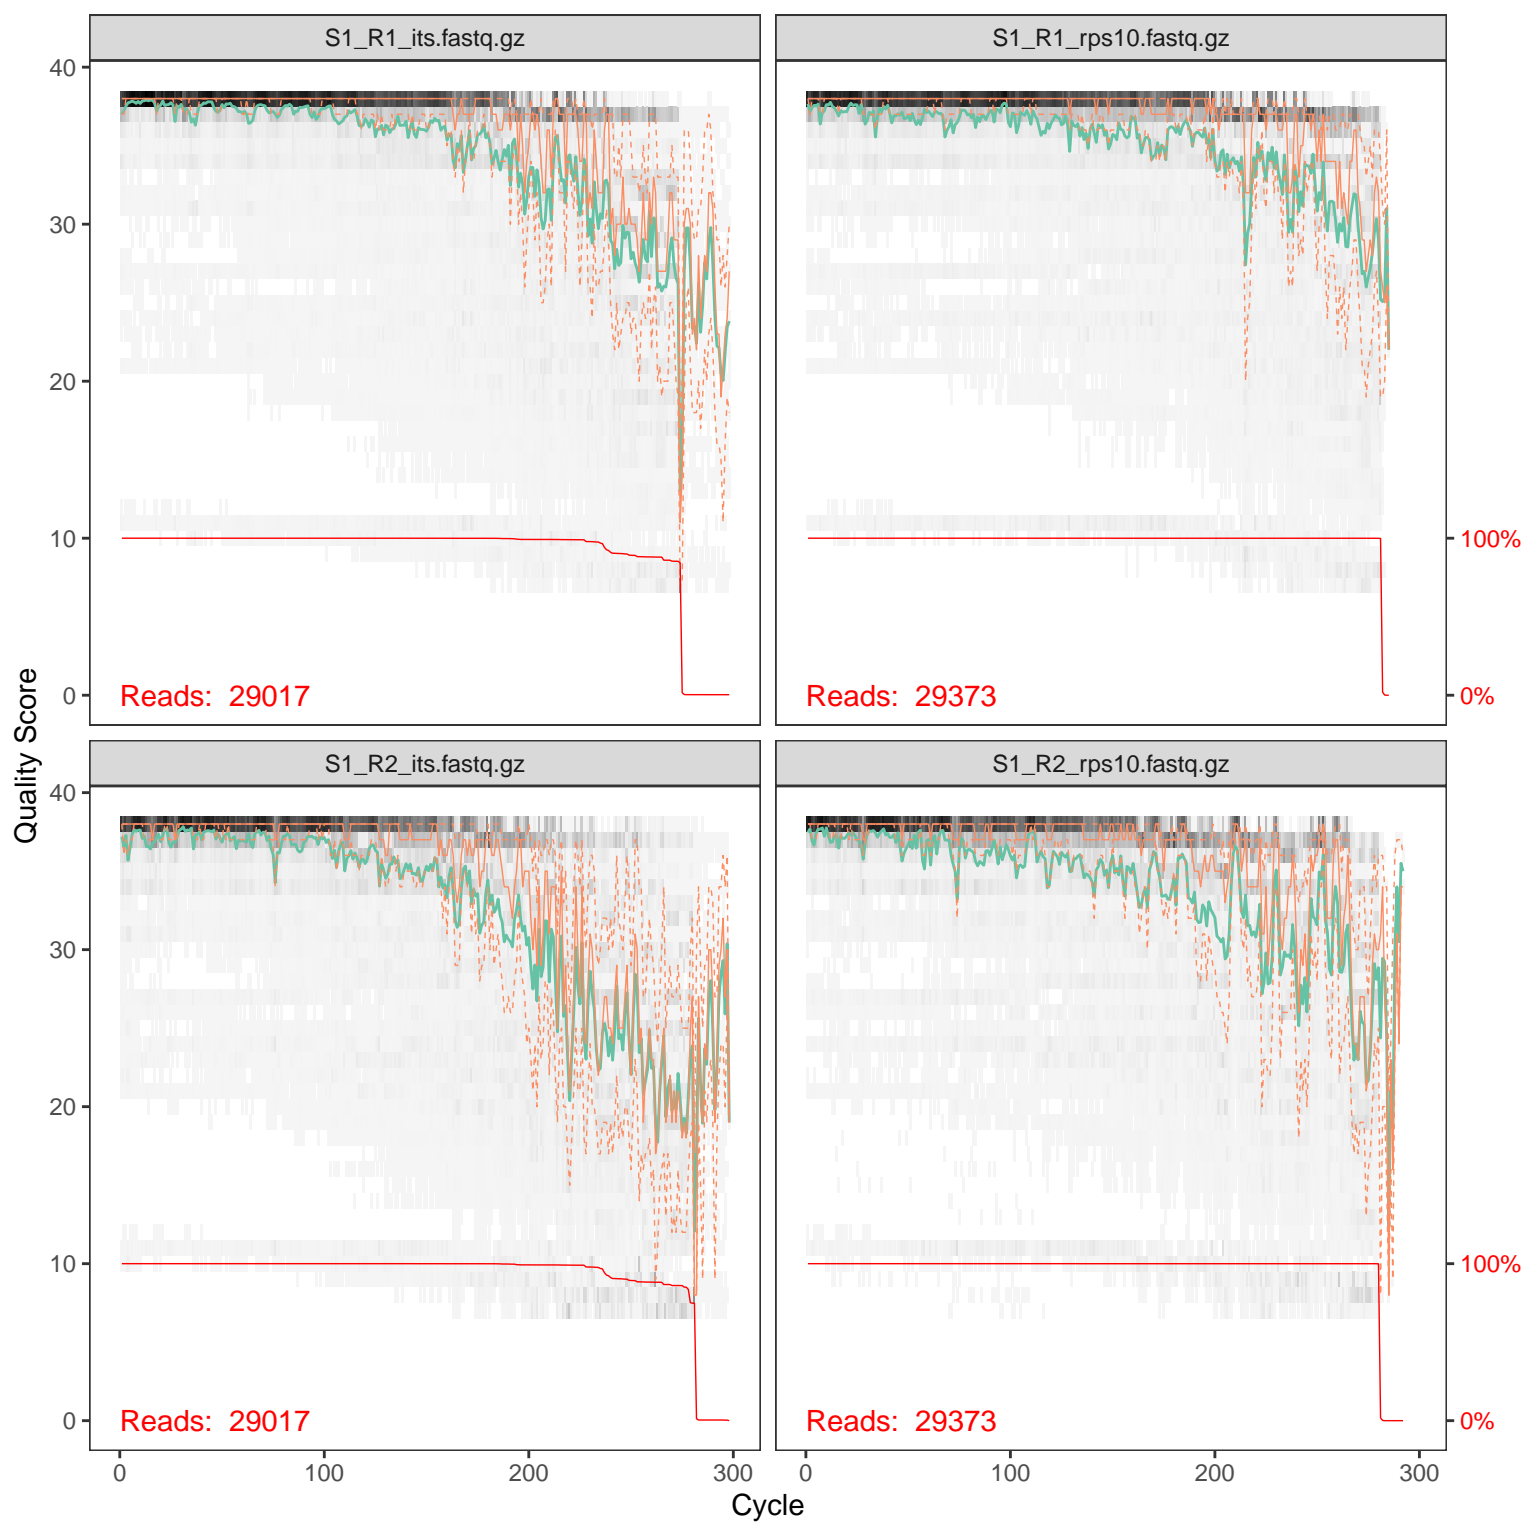 S1_R1_its.fastq.gz
S1_R1_rps10.fastq.gz
40
30
20
10
0
100%
0%
Reads: 29017
Reads: 29373
Quality Score
S1_R2_its.fastq.gz
S1_R2_rps10.fastq.gz
40
30
20
10
0
100%
0%
Reads: 29017
Reads: 29373
0
100
200
300
0
100
200
300
Cycle